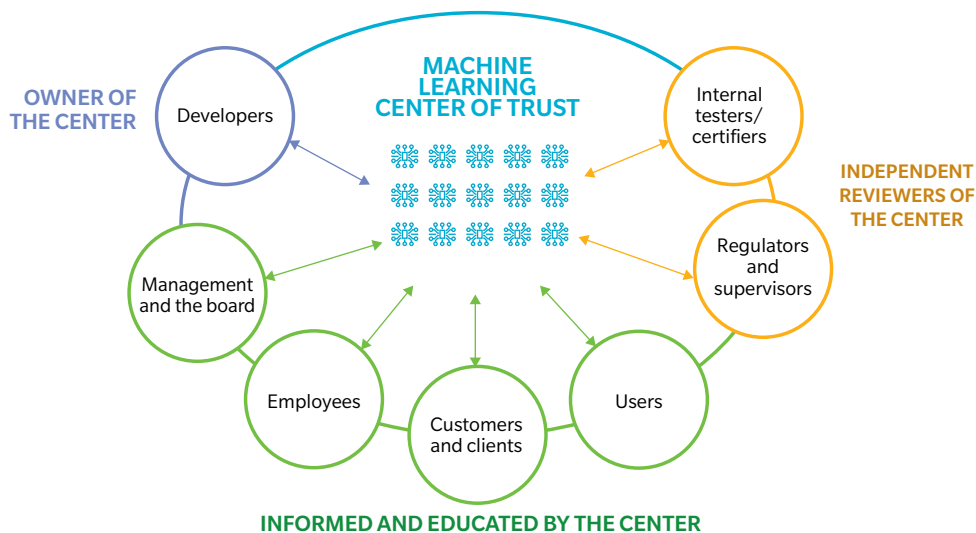 MACHINE
LEARNING
CENTER OF TRUST
OWNER OF
THE CENTER
Developers
Internal
testers/
certifiers
INDEPENDENT
REVIEWERS OF
THE CENTER
Regulators
and
supervisors
Management
and the board
Employees
Customers
and clients
Users
INFORMED AND EDUCATED BY THE CENTER